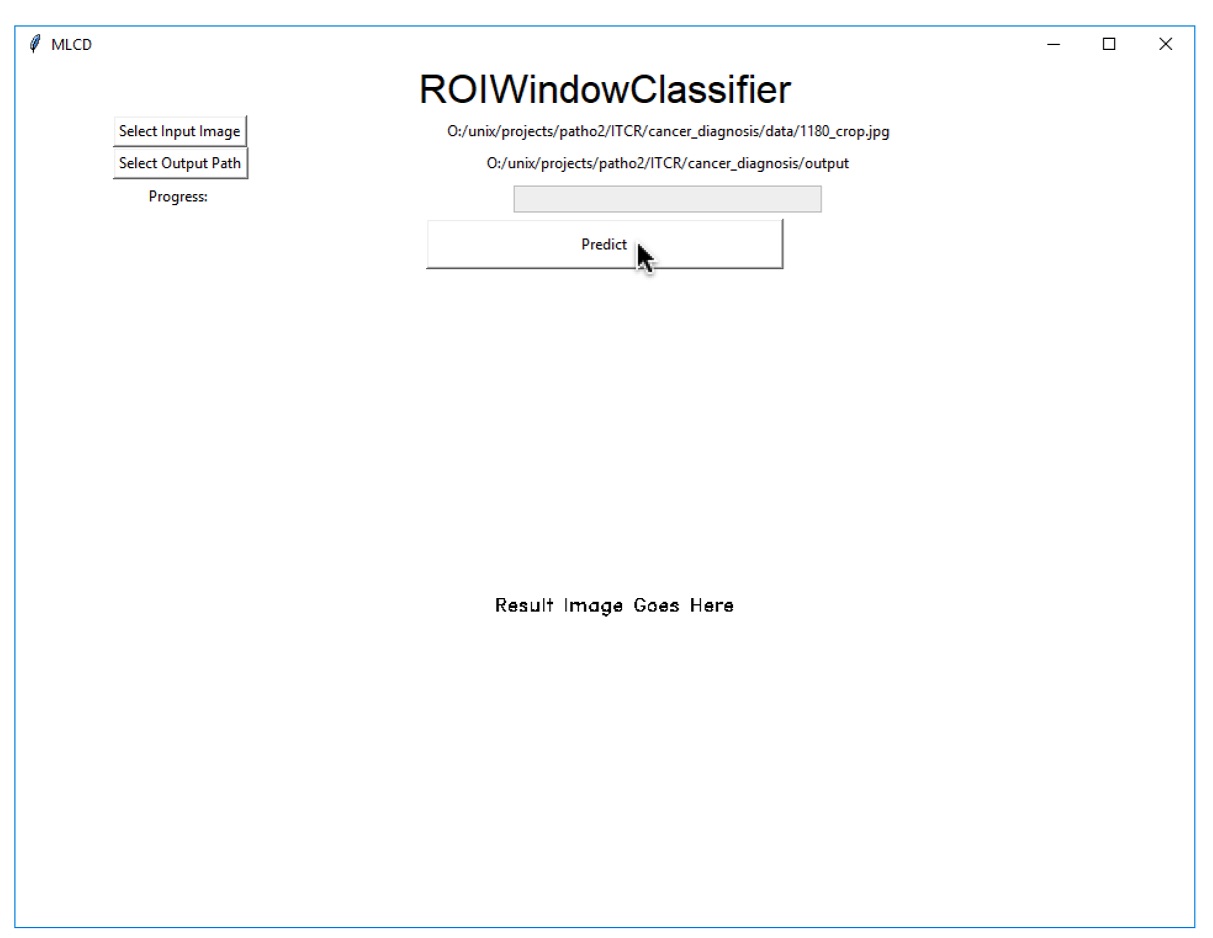 MLCD
ROIWindowClassifier
Select Input Image O:/unix/projects/patho2/ITCR/cancer_diagnosis/data/1180_crop.jpg
Select Output Path O:/unix/projects/patho2/ITCR/cancer_diagnosis/output
Progress:
Predict
Result Image Goes Here